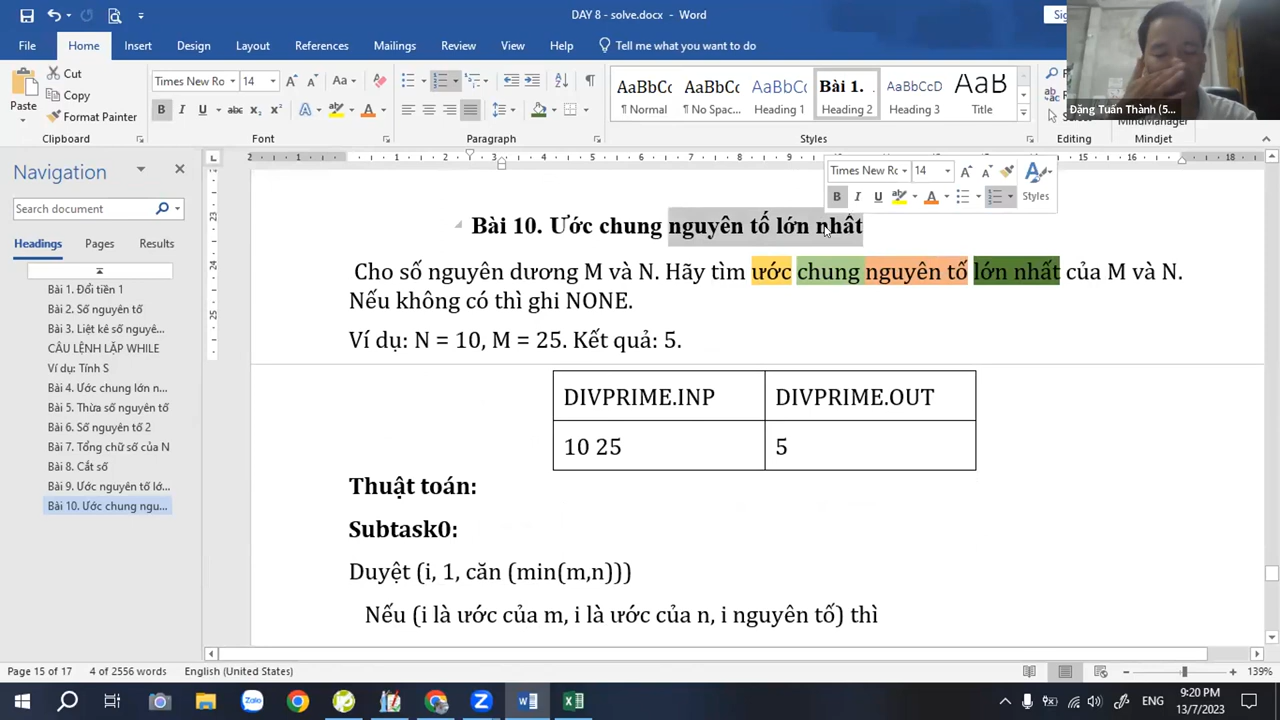 DAY 8 - solve.docx - Word
Đặng Tuấn Thành (5...
File Home Insert Design Layout References Mailings Review View Help Tell me what you want to do
Paste Cut Copy Format Painter
Clipboard
Times New Ro 14
Font
Paragraph
AaBbCc ¶ Normal
AaBbCc ¶ No Spac...
AaBbCc Heading 1
Bài 1. Heading 2
AaBbCcD Heading 3
AaB Title
Styles
Editing
MindManager
Mindjet
Times New Ro 14
Styles
Navigation
Search document
Headings Pages Results
Bài 1. Đổi tiền 1
Bài 2. Số nguyên tố
Bài 3. Liệt kê số nguyê...
CÂU LỆNH LẶP WHILE
Ví dụ: Tính S
Bài 4. Ước chung lớn n...
Bài 5. Thừa số nguyên tố
Bài 6. Số nguyên tố 2
Bài 7. Tổng chữ số của N
Bài 8. Cắt số
Bài 9. Ước nguyên tố lớ...
Bài 10. Ước chung ngu...
Bài 10. Ước chung nguyên tố lớn nhất
Cho số nguyên dương M và N. Hãy tìm ước chung nguyên tố lớn nhất của M và N.
Nếu không có thì ghi NONE.
Ví dụ: N = 10, M = 25. Kết quả: 5.
DIVPRIME.INP DIVPRIME.OUT
10 25 5
Thuật toán:
Subtask0:
Duyệt (i, 1, căn (min(m,n)))
Nếu (i là ước của m, i là ước của n, i nguyên tố) thì
Page 15 of 17 4 of 2556 words English (United States) 139%
ENG 9:20 PM
13/7/2023